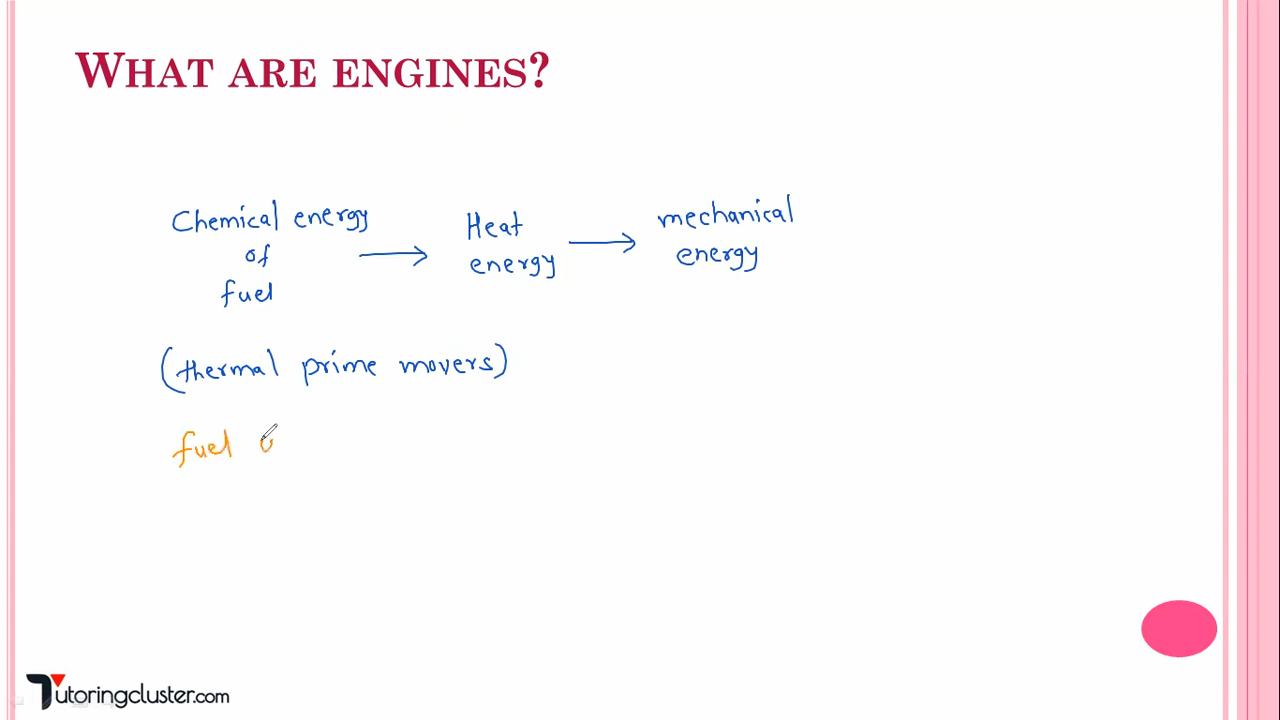 WHAT ARE ENGINES?
Chemical energy
of
fuel
Heat
energy
mechanical
energy
(thermal prime movers)
fuel
Tutoringcluster.com